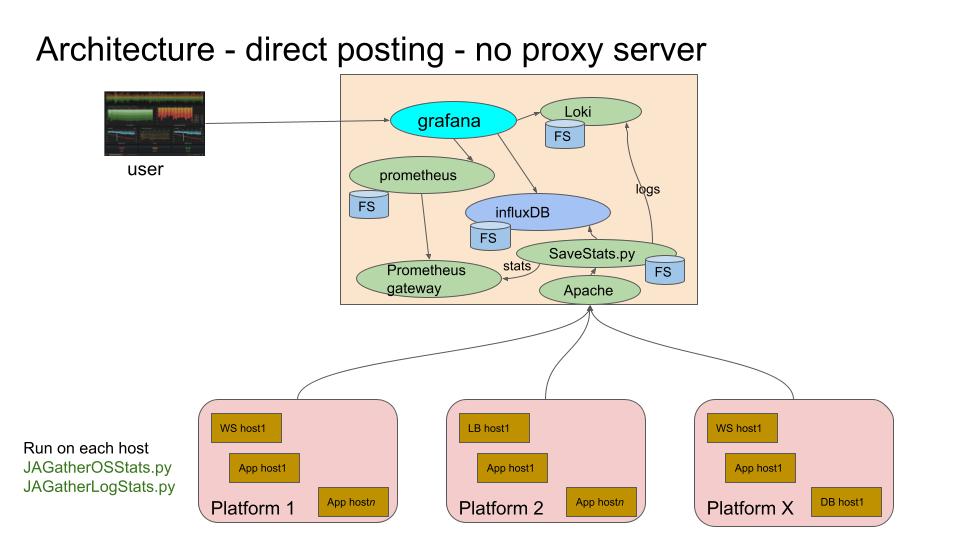 Architecture - direct posting - no proxy server
user
grafana
Loki
FS
prometheus
FS
influxDB
FS
logs
SaveStats.py
FS
stats
Prometheus
gateway
Apache
Run on each host
JAGatherOSStats.py
JAGatherLogStats.py
WS host1
App host1
App hostn
Platform 1
LB host1
App host1
App hostn
Platform 2
WS host1
App host1
DB host1
Platform X